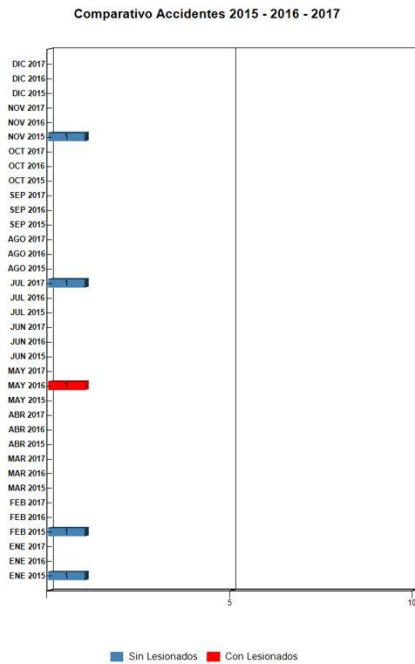 Comparativo Accidentes 2015 - 2016 - 2017
DIC 2017
DIC 2016
DIC 2015
NOV 2017
NOV 2016
NOV 2015
1
OCT 2017
OCT 2016
OCT 2015
SEP 2017
SEP 2016
SEP 2015
AGO 2017
AGO 2016
AGO 2015
JUL 2017
1
JUL 2016
JUL 2015
JUN 2017
JUN 2016
JUN 2015
MAY 2017
MAY 2016
1
MAY 2015
ABR 2017
ABR 2016
ABR 2015
MAR 2017
MAR 2016
MAR 2015
FEB 2017
FEB 2016
FEB 2015
1
ENE 2017
ENE 2016
ENE 2015
1
5
10
Sin Lesionados
Con Lesionados